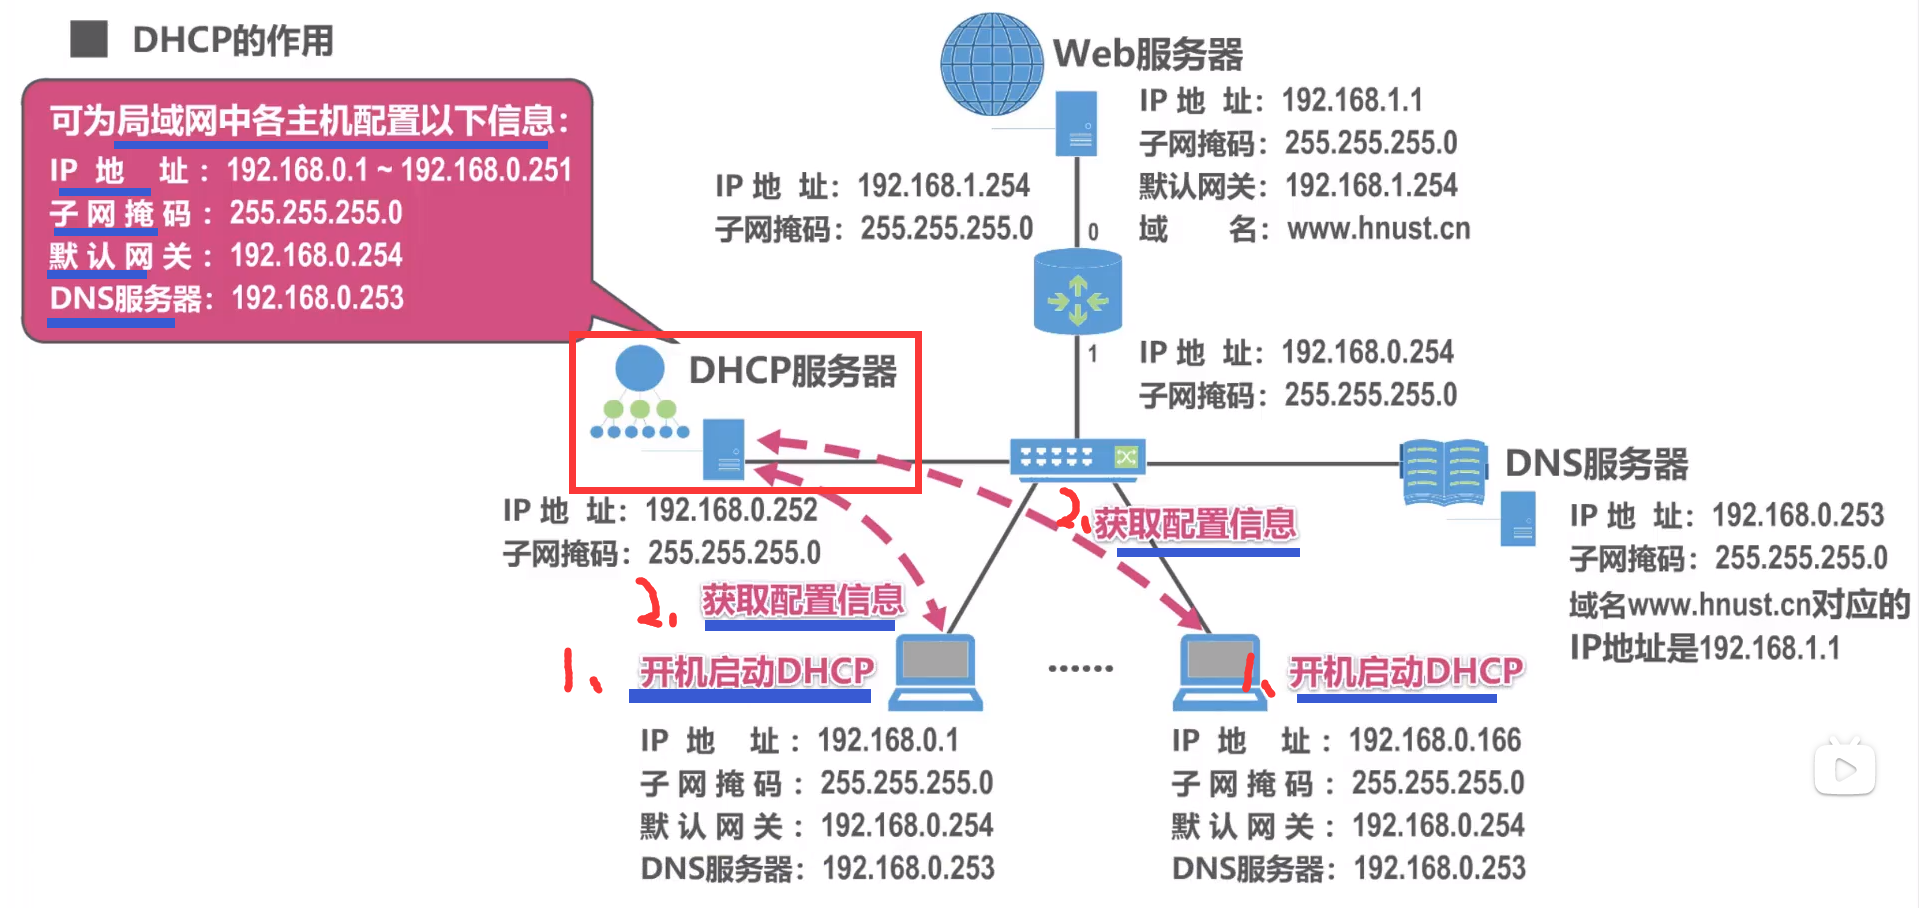 DHCP的作用
可为局域网中各主机配置以下信息：
IP 地 址：192.168.0.1 ~ 192.168.0.251
子网掩码：255.255.255.0
默认网关：192.168.0.254
DNS服务器：192.168.0.253
Web服务器
IP 地 址：192.168.1.1
子网掩码：255.255.255.0
默认网关：192.168.1.254
域 名：www.hnust.cn
IP 地 址：192.168.1.254
子网掩码：255.255.255.0
0
1
IP 地 址：192.168.0.254
子网掩码：255.255.255.0
DHCP服务器
IP 地 址：192.168.0.252
子网掩码：255.255.255.0
DNS服务器
IP 地 址：192.168.0.253
子网掩码：255.255.255.0
域名www.hnust.cn对应的
IP地址是192.168.1.1
2.获取配置信息
2.获取配置信息
1、开机启动DHCP
······
1、开机启动DHCP
IP 地 址：192.168.0.1
子网掩码：255.255.255.0
默认网关：192.168.0.254
DNS服务器：192.168.0.253
IP 地 址：192.168.0.166
子网掩码：255.255.255.0
默认网关：192.168.0.254
DNS服务器：192.168.0.253